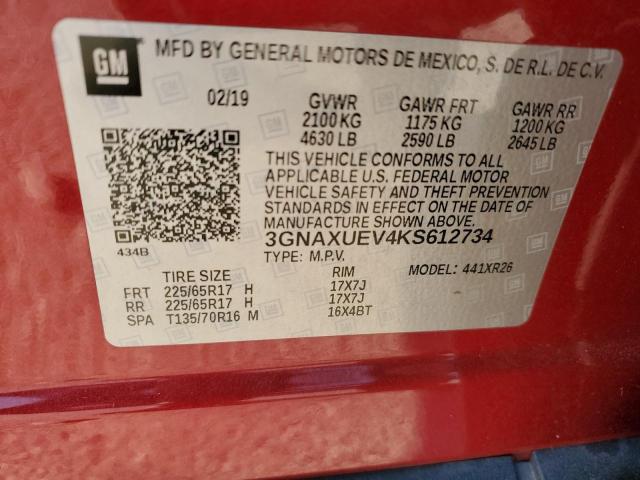 GM
MFD BY GENERAL MOTORS DE MEXICO, S. DE R.L. DE C.V.
02/19 GVWR GAWR FRT GAWR RR
2100 KG 1175 KG 1200 KG
4630 LB 2590 LB 2645 LB
THIS VEHICLE CONFORMS TO ALL
APPLICABLE U.S. FEDERAL MOTOR
VEHICLE SAFETY AND THEFT PREVENTION
STANDARDS IN EFFECT ON THE DATE OF
MANUFACTURE SHOWN ABOVE.
434B 3GNAXUEV4KS612734
TYPE: M.P.V. MODEL: 441XR26
TIRE SIZE RIM
FRT 225/65R17 H 17X7J
RR 225/65R17 H 17X7J
SPA T135/70R16 M 16X4BT